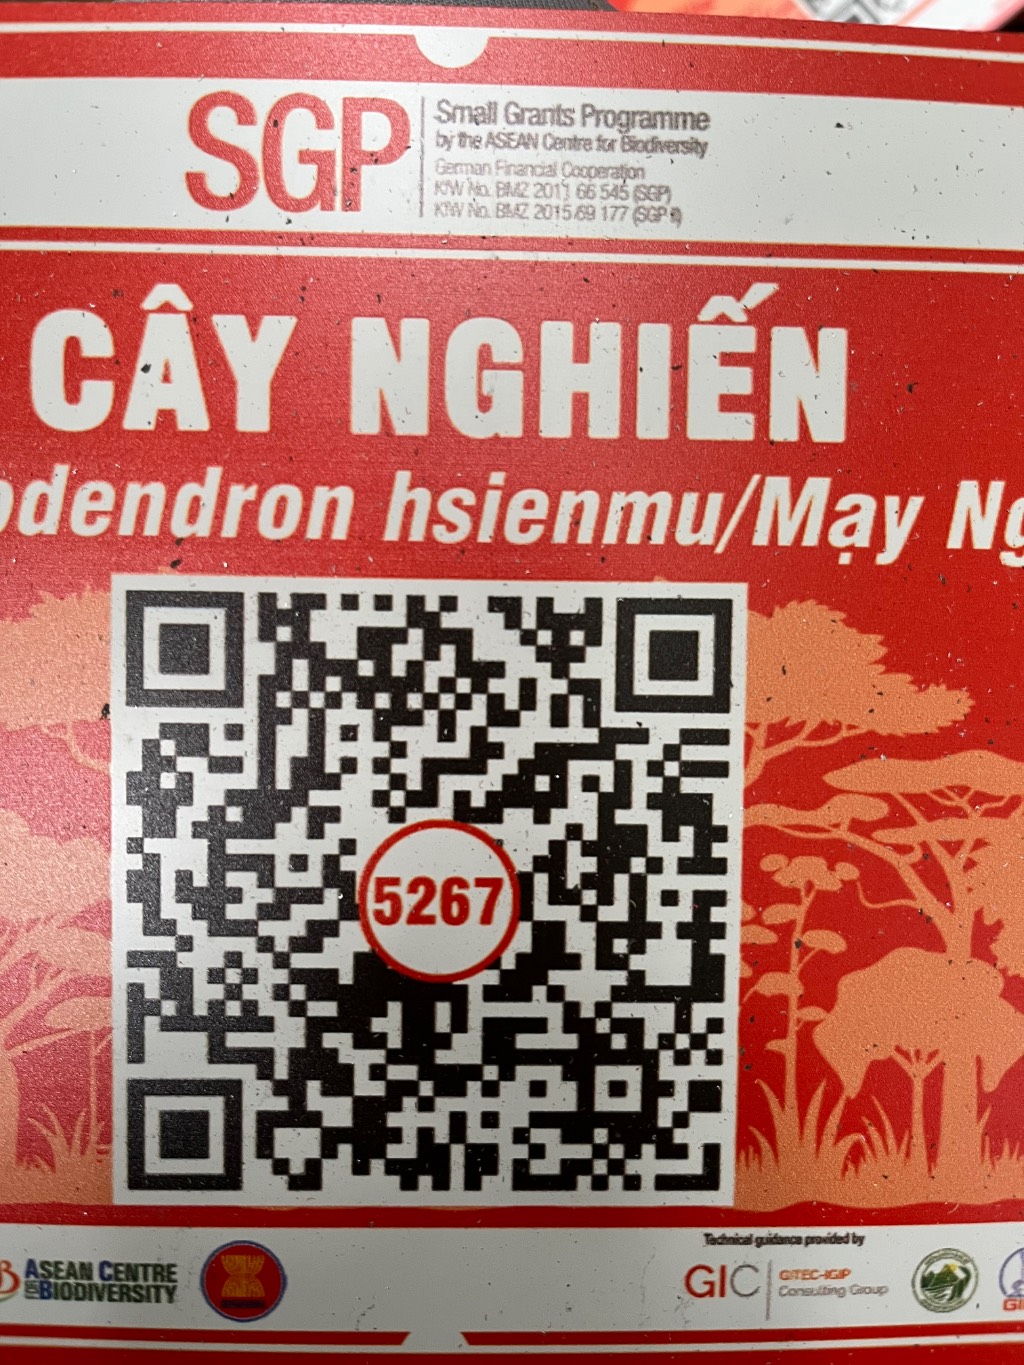 SGP
Small Grants Programme
by the ASEAN Centre for Biodiversity
German Financial Cooperation
KfW No. BMZ 2011 66 545 (SGP)
KfW No. BMZ 2015 69 177 (SGP II)
CÂY NGHIẾN
odendron hsienmu/Mạy Ng
5267
B ASEAN CENTRE
FOR BIODIVERSITY
Technical guidance provided by
GIC
GITEC-IGIP
Consulting Group